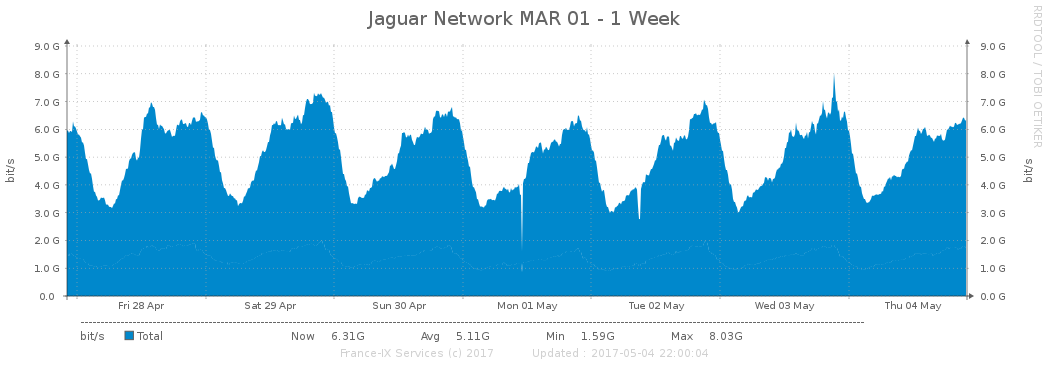 Jaguar Network MAR 01 - 1 Week
RRDTOOL / TOBI OETIKER
bit/s
9.0 G 9.0 G
8.0 G 8.0 G
7.0 G 7.0 G
6.0 G 6.0 G
5.0 G 5.0 G
4.0 G 4.0 G
3.0 G 3.0 G
2.0 G 2.0 G
1.0 G 1.0 G
0.0 0.0 G
bit/s
Fri 28 Apr Sat 29 Apr Sun 30 Apr Mon 01 May Tue 02 May Wed 03 May Thu 04 May
bit/s Total Now 6.31G Avg 5.11G Min 1.59G Max 8.03G
France-IX Services (c) 2017 Updated : 2017-05-04 22:00:04